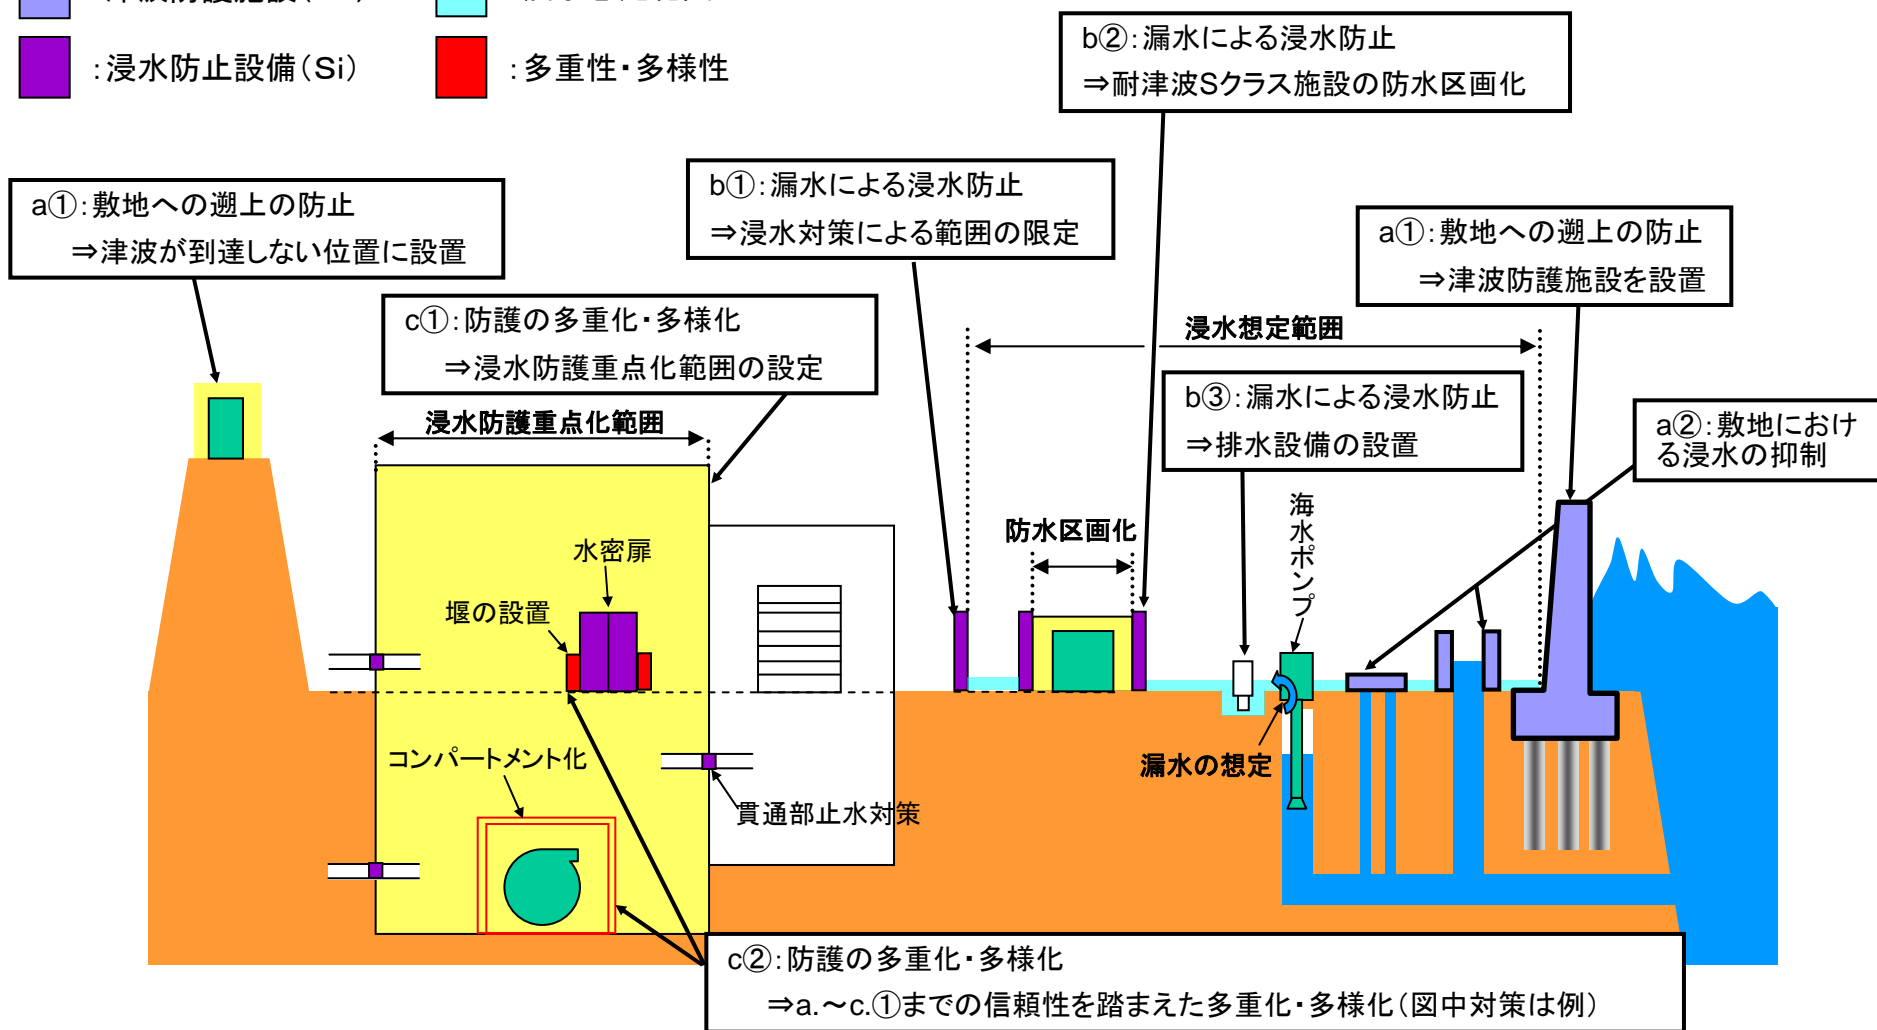 :浸水防止設備(Si)
:多重性・多様性
b②:漏水による浸水防止
⇒耐津波Sクラス施設の防水区画化
a①:敷地への遡上の防止
⇒津波が到達しない位置に設置
b①:漏水による浸水防止
⇒浸水対策による範囲の限定
a①:敷地への遡上の防止
⇒津波防護施設を設置
c①:防護の多重化・多様化
⇒浸水防護重点化範囲の設定
浸水想定範囲
b③:漏水による浸水防止
⇒排水設備の設置
a②:敷地におけ
る浸水の抑制
浸水防護重点化範囲
海水ポンプ
防水区画化
水密扉
堰の設置
コンパートメント化
漏水の想定
貫通部止水対策
c②:防護の多重化・多様化
⇒a.～c.①までの信頼性を踏まえた多重化・多様化(図中対策は例)